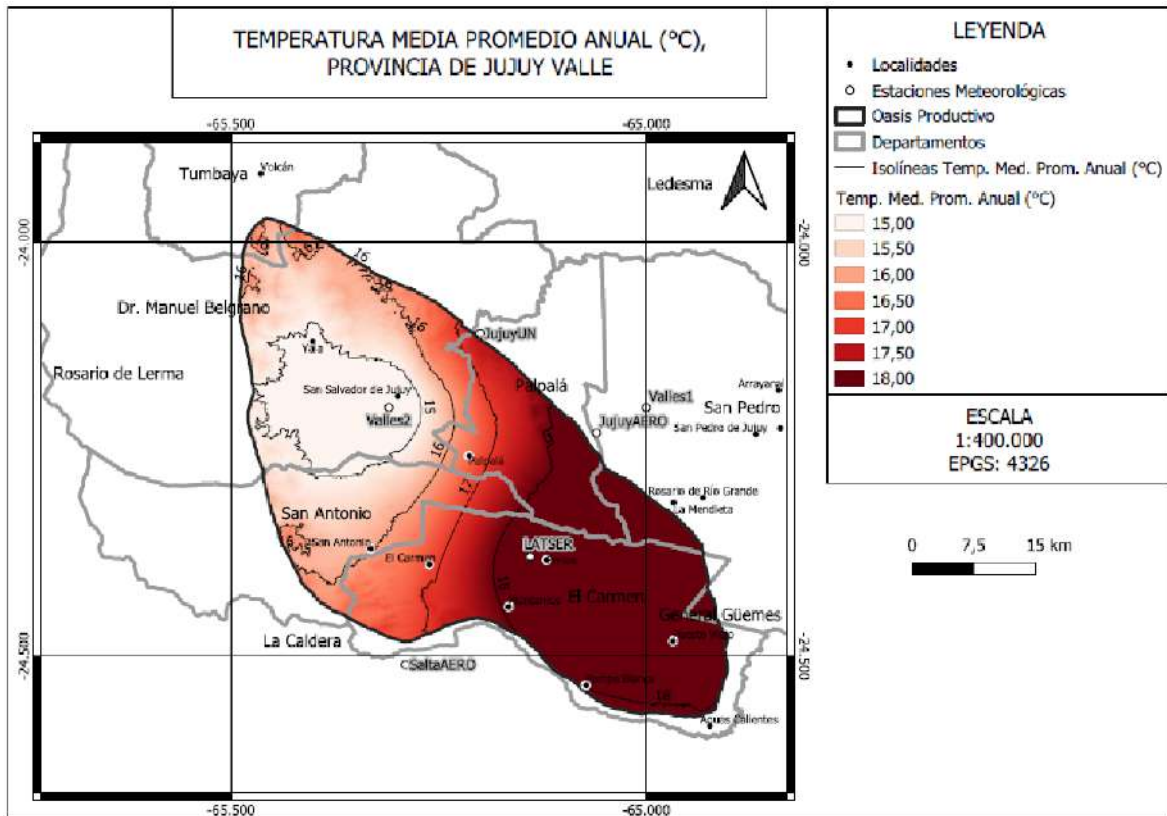 TEMPERATURA MEDIA PROMEDIO ANUAL (°C),
PROVINCIA DE JUJUY VALLE
LEYENDA
Localidades
Estaciones Meteorológicas
Oasis Productivo
Departamentos
Isolíneas Temp. Med. Prom. Anual (°C)
Temp. Med. Prom. Anual (°C)
15,00
15,50
16,00
16,50
17,00
17,50
18,00
ESCALA
1:400.000
EPGS: 4326
0 7,5 15 km
-65.500 -65.000
Tumbaya
Volcán
Ledesma
-24.000 -24.000
16
16
16
16
Dr. Manuel Belgrano
JujuyUN
Yala
Rosario de Lerma
Palpalá
Arrayanal
San Salvador de Jujuy
15
Valles2
Valles1
San Pedro
JujuyAERO
San Pedro de Jujuy
16
Palpalá
17
Rosario de Río Grande
La Mendieta
San Antonio
San Antonio
LATSER
El Carmen
18
El Carmen
General Güemes
La Caldera
SaltaAERO
-24.500 -24.500
18
Aguas Calientes
-65.500 -65.000